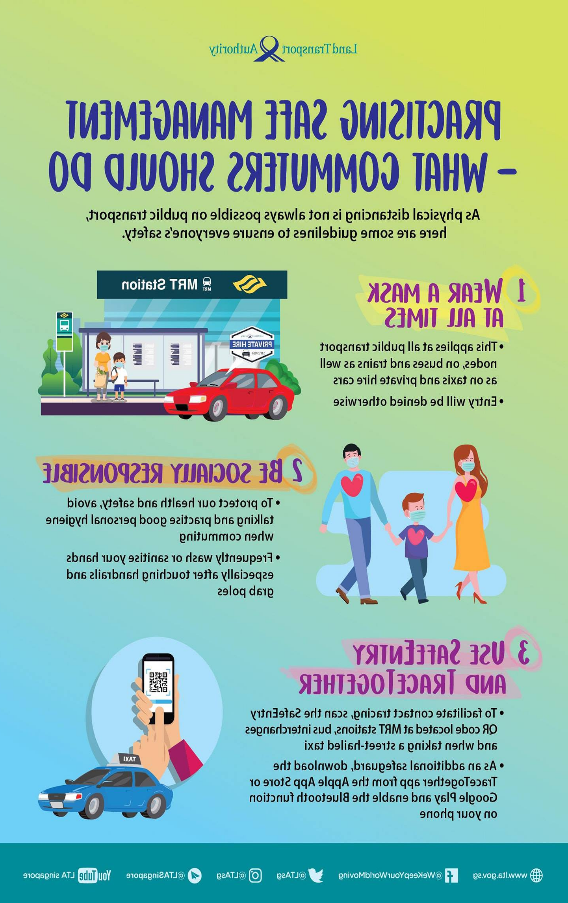 Land Transport Authority
PRACTISING SAFE MANAGEMENT
– WHAT COMMUTERS SHOULD DO
As physical distancing is not always possible on public transport,
here are some guidelines to ensure everyone's safety.
1 WEAR A MASK
AT ALL TIMES
• This applies at all public transport
nodes, on buses and trains as well
as on taxis and private hire cars
• Entry will be denied otherwise
MRT MRT Station
PRIVATE HIRE
2 BE SOCIALLY RESPONSIBLE
• To protect our health and safety, avoid
talking and practise good personal hygiene
when commuting
• Frequently wash or sanitise your hands
especially after touching handrails and
grab poles
3 USE SAFEENTRY
AND TRACETOGETHER
• To facilitate contact tracing, scan the SafeEntry
QR code located at MRT stations, bus interchanges
and when taking a street-hailed taxi
• As an additional safeguard, download the
TraceTogether app from the Apple App Store or
Google Play and enable the Bluetooth function
on your phone
TAXI
www.lta.gov.sg @WeKeepYourWorldMoving @LTAsg @LTAsg @LTASingapore YouTube LTA singapore